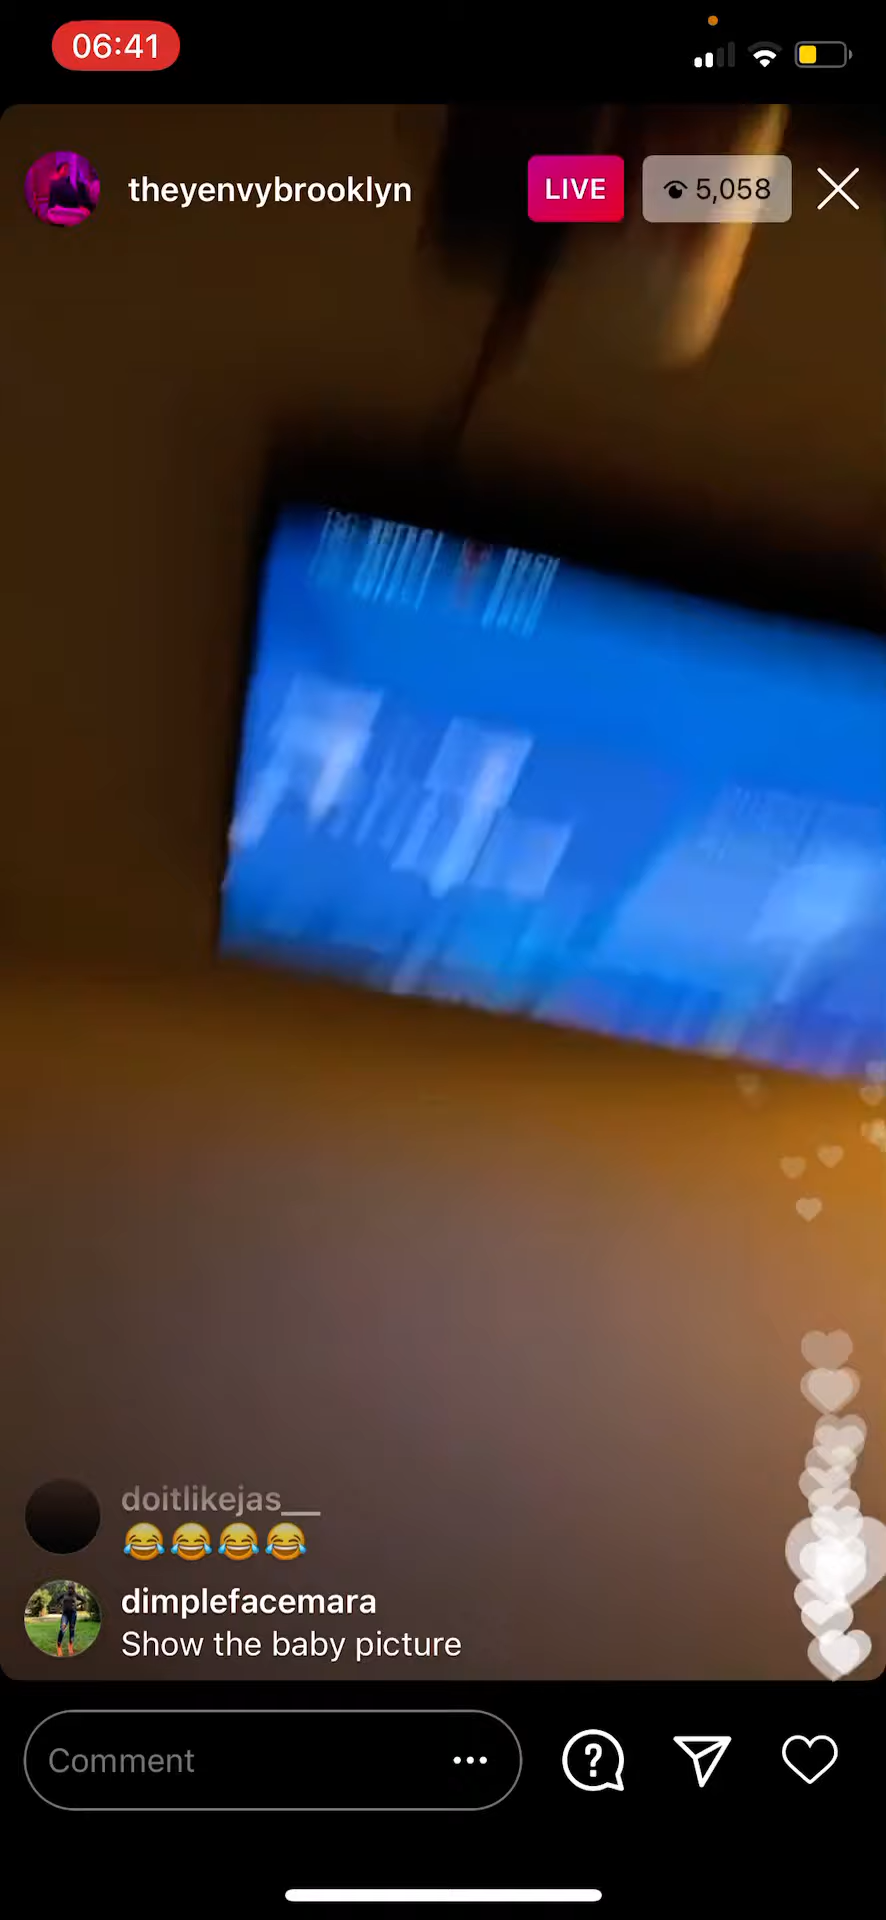 06:41
theyenvybrooklyn
LIVE
5,058
doitlikejas__
😂😂😂😂
dimplefacemara
Show the baby picture
Comment